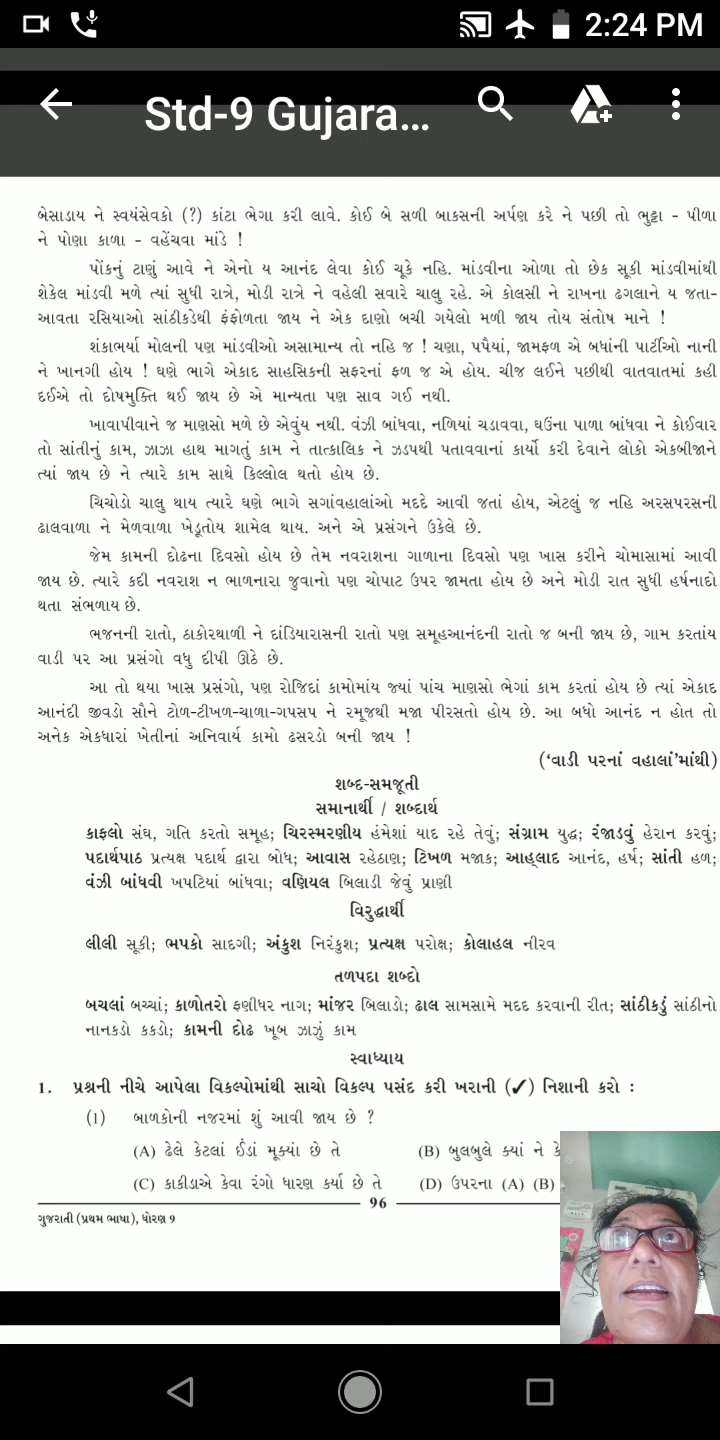 2:24 PM
Std-9 Gujara...
બેસાડાય ને સ્વયંસેવકો (?) કાંટા ભેગા કરી લાવે. કોઈ બે સળી બાકસની અર્પણ કરે ને પછી તો ભુટ્ટા - પીળા
ને પોણા કાળા - વહેંચવા માંડે !
પોંકનું ટાણું આવે ને એનો ય આનંદ લેવા કોઈ ચૂકે નહિ. માંડવીના ઓળા તો છેક સૂકી માંડવીમાંથી
શેકેલ માંડવી મળે ત્યાં સુધી રાત્રે, મોડી રાત્રે ને વહેલી સવારે ચાલુ રહે. એ કોલસી ને રાખના ઢગલાને ય જતા-
આવતા રસિયાઓ સાંઠીકડેથી ફંફોળતા જાય ને એક દાણો બચી ગયેલો મળી જાય તોય સંતોષ માને !
શંકાભર્યા મોલની પણ માંડવીઓ અસામાન્ય તો નહિ જ ! ચણા, પપૈયાં, જામફળ એ બધાંની પાર્ટીઓ નાની
ને ખાનગી હોય ! ઘણે ભાગે એકાદ સાહસિકની સફરનાં ફળ જ એ હોય. ચીજ લઈને પછીથી વાતવાતમાં કહી
દઈએ તો દોષમુક્તિ થઈ જાય છે એ માન્યતા પણ સાવ ગઈ નથી.
ખાવાપીવાને જ માણસો મળે છે એવુંય નથી. વંઝી બાંધવા, નળિયાં ચડાવવા, ઘઉંના પાળા બાંધવા ને કોઈવાર
તો સાંતીનું કામ, ઝાઝા હાથ માગતું કામ ને તાત્કાલિક ને ઝડપથી પતાવવાનાં કાર્યો કરી દેવાને લોકો એકબીજાને
ત્યાં જાય છે ને ત્યારે કામ સાથે કિલ્લોલ થતો હોય છે.
ચિચોડો ચાલુ થાય ત્યારે ઘણે ભાગે સગાંવહાલાંઓ મદદે આવી જતાં હોય, એટલું જ નહિ અરસપરસની
ઢાલવાળા ને મેળવાળા ખેડૂતોય શામેલ થાય. અને એ પ્રસંગને ઉકેલે છે.
જેમ કામની દોઢના દિવસો હોય છે તેમ નવરાશના ગાળાના દિવસો પણ ખાસ કરીને ચોમાસામાં આવી
જાય છે. ત્યારે કદી નવરાશ ન ભાળનારા જુવાનો પણ ચોપાટ ઉપર જામતા હોય છે અને મોડી રાત સુધી હર્ષનાદો
થતા સંભળાય છે.
ભજનની રાતો, ઠાકોરથાળી ને દાંડિયારાસની રાતો પણ સમૂહઆનંદની રાતો જ બની જાય છે, ગામ કરતાંય
વાડી પર આ પ્રસંગો વધુ દીપી ઊઠે છે.
આ તો થયા ખાસ પ્રસંગો, પણ રોજિદાં કામોમાંય જ્યાં પાંચ માણસો ભેગાં કામ કરતાં હોય છે ત્યાં એકાદ
આનંદી જીવડો સૌને ટોળ-ટીખળ-ચાળા-ગપસપ ને રમૂજથી મજા પીરસતો હોય છે. આ બધો આનંદ ન હોત તો
અનેક એકધારાં ખેતીનાં અનિવાર્ય કામો ઢસરડો બની જાય !
('વાડી પરનાં વહાલાં'માંથી)
શબ્દ-સમજૂતી
સમાનાર્થી / શબ્દાર્થ
કાફલો સંઘ, ગતિ કરતો સમૂહ; ચિરસ્મરણીય હંમેશાં યાદ રહે તેવું; સંગ્રામ યુદ્ધ; રંજાડવું હેરાન કરવું;
પદાર્થપાઠ પ્રત્યક્ષ પદાર્થ દ્વારા બોધ; આવાસ રહેઠાણ; ટિખળ મજાક; આહ્લાદ આનંદ, હર્ષ; સાંતી હળ;
વંઝી બાંધવી ખપટિયાં બાંધવા; વણિયલ બિલાડી જેવું પ્રાણી
વિરુદ્ધાર્થી
લીલી સૂકી; ભપકો સાદગી; અંકુશ નિરંકુશ; પ્રત્યક્ષ પરોક્ષ; કોલાહલ નીરવ
તળપદા શબ્દો
બચલાં બચ્ચાં; કાળોતરો ફણીધર નાગ; માંજર બિલાડો; ઢાલ સામસામે મદદ કરવાની રીત; સાંઠીકડું સાંઠીનો
નાનકડો કકડો; કામની દોઢ ખૂબ ઝાઝું કામ
સ્વાધ્યાય
1. પ્રશ્નની નીચે આપેલા વિકલ્પોમાંથી સાચો વિકલ્પ પસંદ કરી ખરાની (✓) નિશાની કરો :
(1) બાળકોની નજરમાં શું આવી જાય છે ?
(A) ઢેલે કેટલાં ઈંડાં મૂક્યાં છે તે (B) બુલબુલે ક્યાં ને
(C) કાકીડાએ કેવા રંગો ધારણ કર્યા છે તે (D) ઉપરના (A) (B)
96
ગુજરાતી (પ્રથમ ભાષા), ધોરણ 9